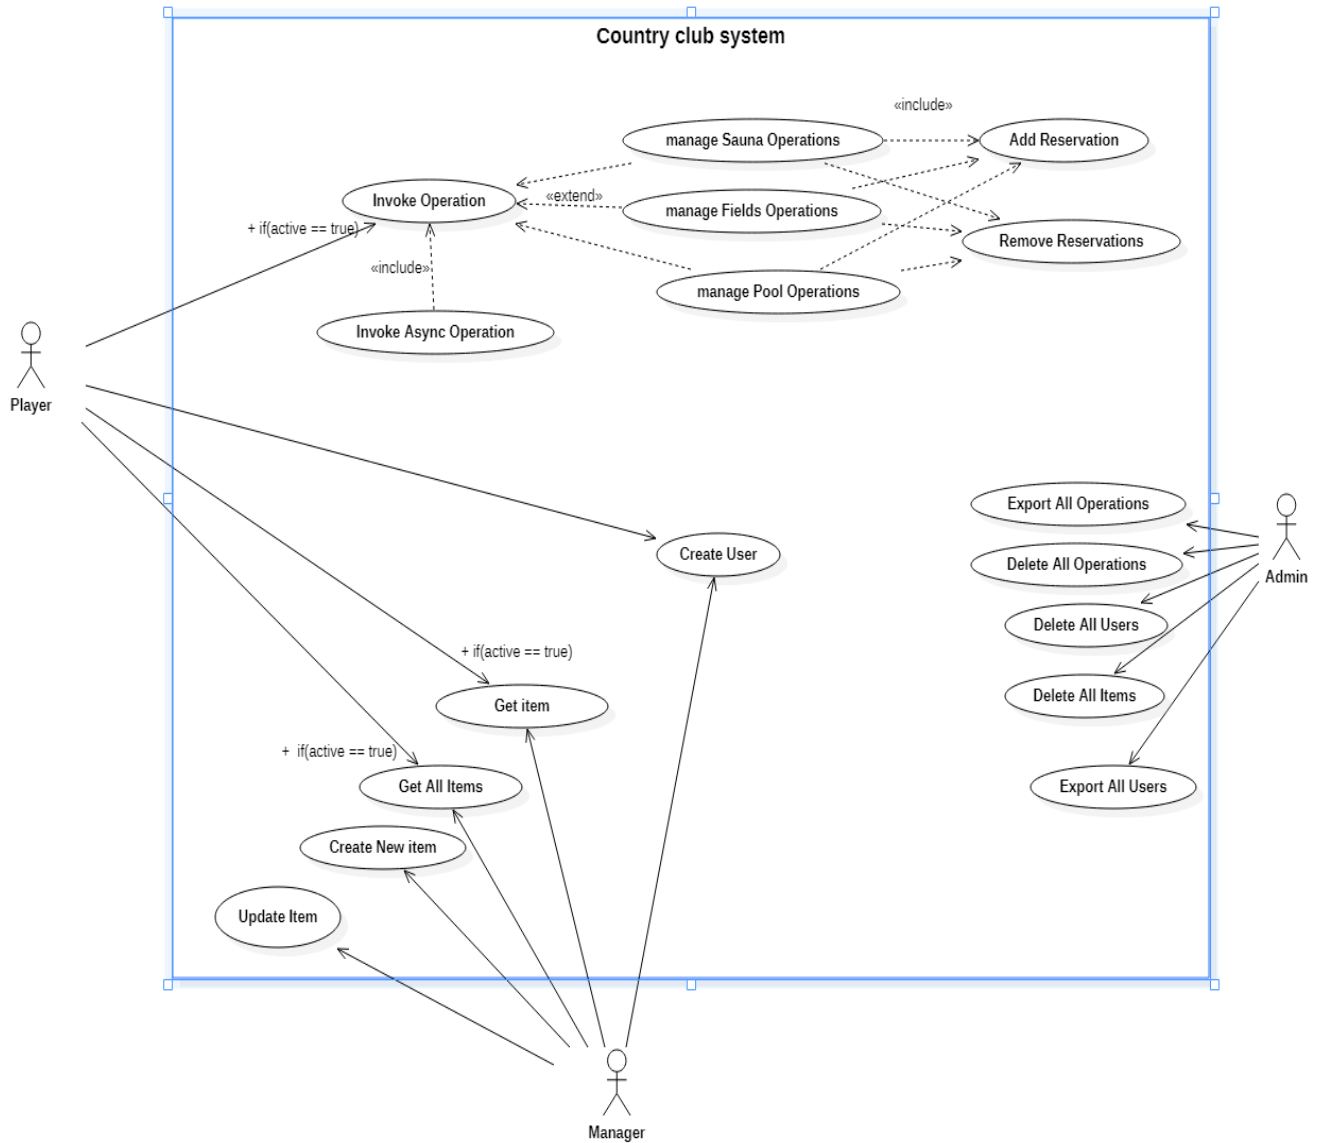 Country club system
«include»
manage Sauna Operations
Add Reservation
Invoke Operation
«extend»
manage Fields Operations
+ if(active == true)
Remove Reservations
«include»
manage Pool Operations
Invoke Async Operation
Player
Export All Operations
Create User
Delete All Operations
Admin
Delete All Users
+ if(active == true)
Delete All Items
Get item
+  if(active == true)
Get All Items
Export All Users
Create New item
Update Item
Manager